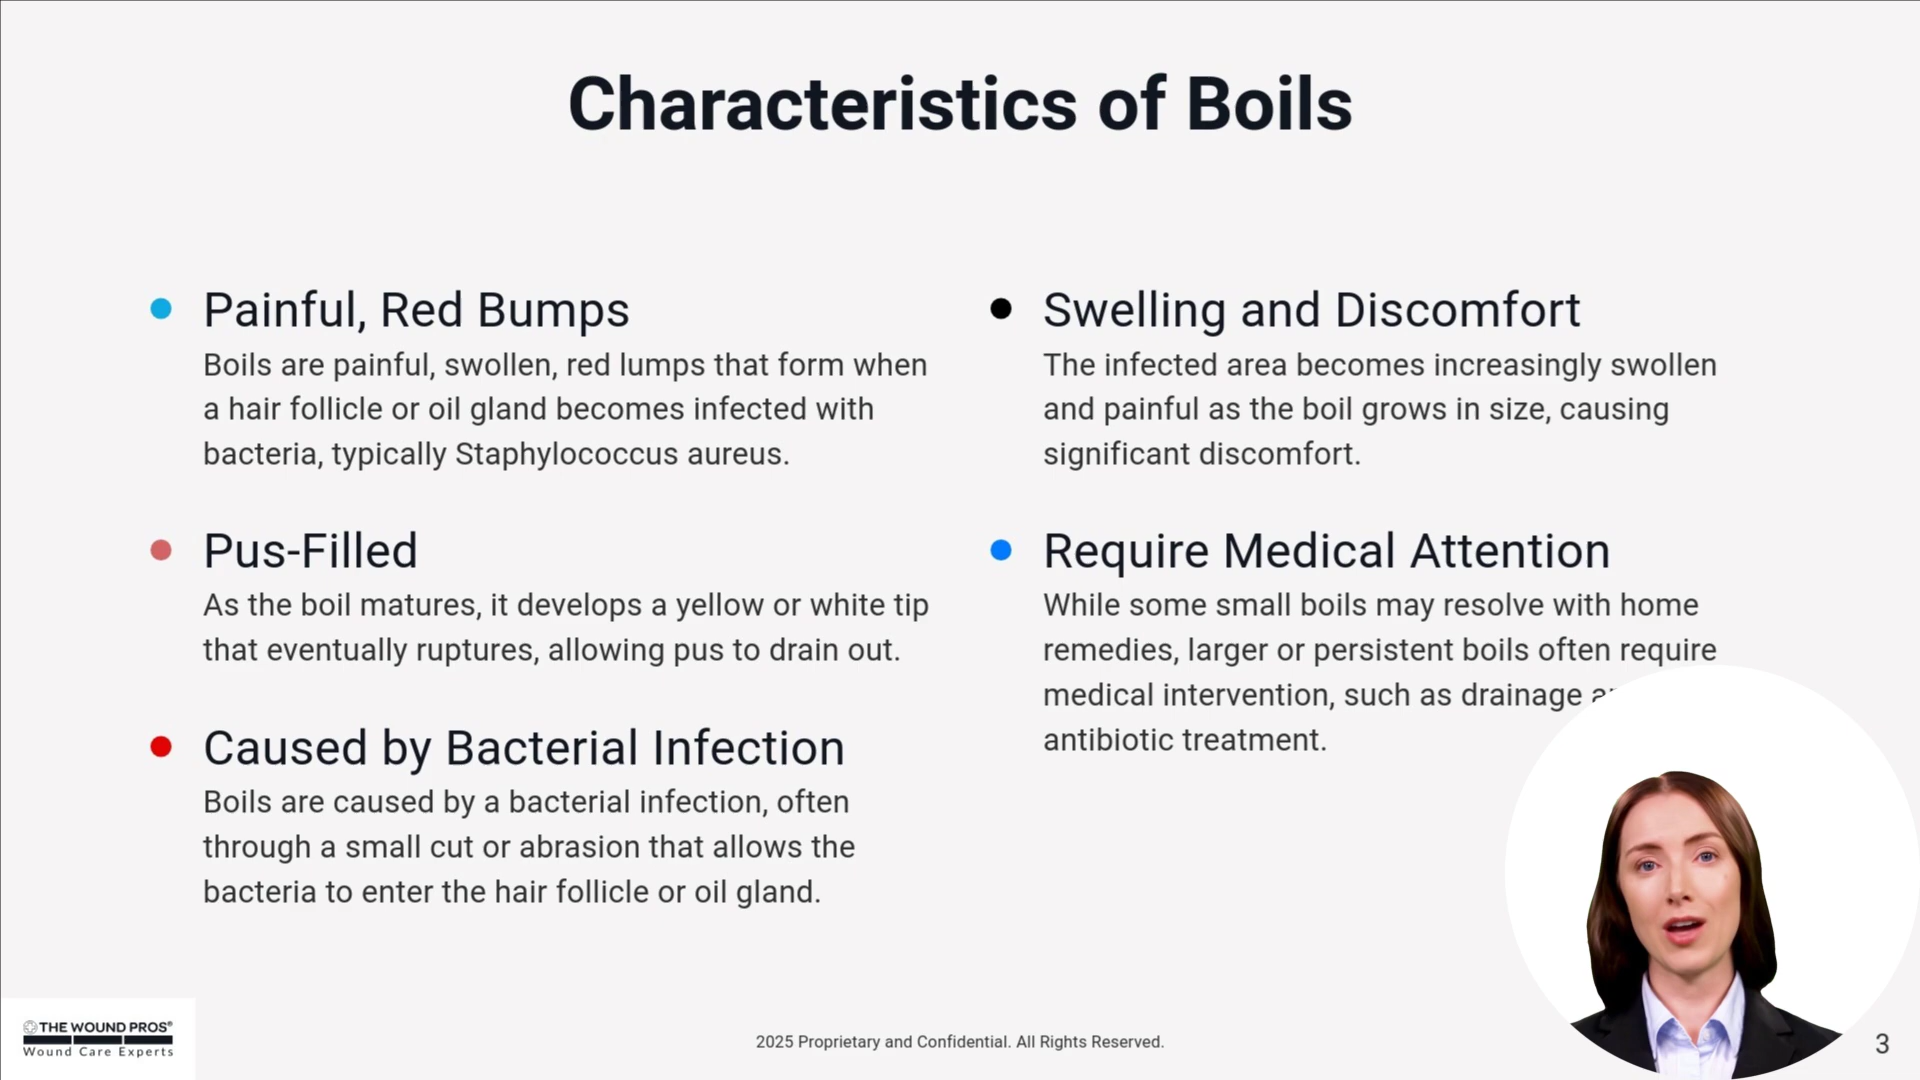 Characteristics of Boils
Painful, Red Bumps
Boils are painful, swollen, red lumps that form when
a hair follicle or oil gland becomes infected with
bacteria, typically Staphylococcus aureus.
Pus-Filled
As the boil matures, it develops a yellow or white tip
that eventually ruptures, allowing pus to drain out.
Caused by Bacterial Infection
Boils are caused by a bacterial infection, often
through a small cut or abrasion that allows the
bacteria to enter the hair follicle or oil gland.
Swelling and Discomfort
The infected area becomes increasingly swollen
and painful as the boil grows in size, causing
significant discomfort.
Require Medical Attention
While some small boils may resolve with home
remedies, larger or persistent boils often require
medical intervention, such as drainage
antibiotic treatment.
THE WOUND PROS®
Wound Care Experts
2025 Proprietary and Confidential. All Rights Reserved.
3